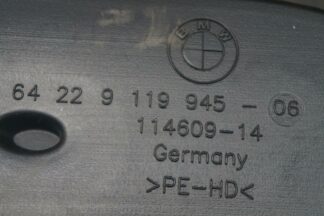 BMW
64 22 9 119 945 - 06
114609-14
Germany
>PE-HD<